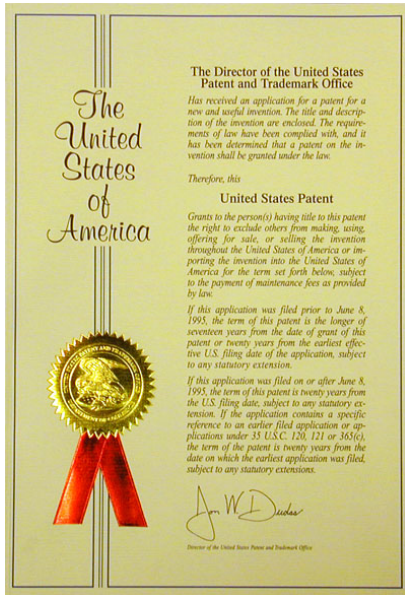 The
United
States
of
America
The Director of the United States
Patent and Trademark Office
Has received an application for a patent for a
new and useful invention. The title and descrip-
tion of the invention are enclosed. The require-
ments of law have been complied with, and it
has been determined that a patent on the in-
vention shall be granted under the law.
Therefore, this
United States Patent
Grants to the person(s) having title to this patent
the right to exclude others from making, using,
offering for sale, or selling the invention
throughout the United States of America or im-
porting the invention into the United States of
America for the term set forth below, subject
to the payment of maintenance fees as provided
by law.
If this application was filed prior to June 8,
1995, the term of this patent is the longer of
seventeen years from the date of grant of this
patent or twenty years from the earliest effec-
tive U.S. filing date of the application, subject
to any statutory extension.
If this application was filed on or after June 8,
1995, the term of this patent is twenty years from
the U.S. filing date, subject to any statutory ex-
tension. If the application contains a specific
reference to an earlier filed application or ap-
plications under 35 U.S.C. 120, 121 or 365(c),
the term of the patent is twenty years from the
date on which the earliest application was filed,
subject to any statutory extensions.
Jon W Dudas
Director of the United States Patent and Trademark Office